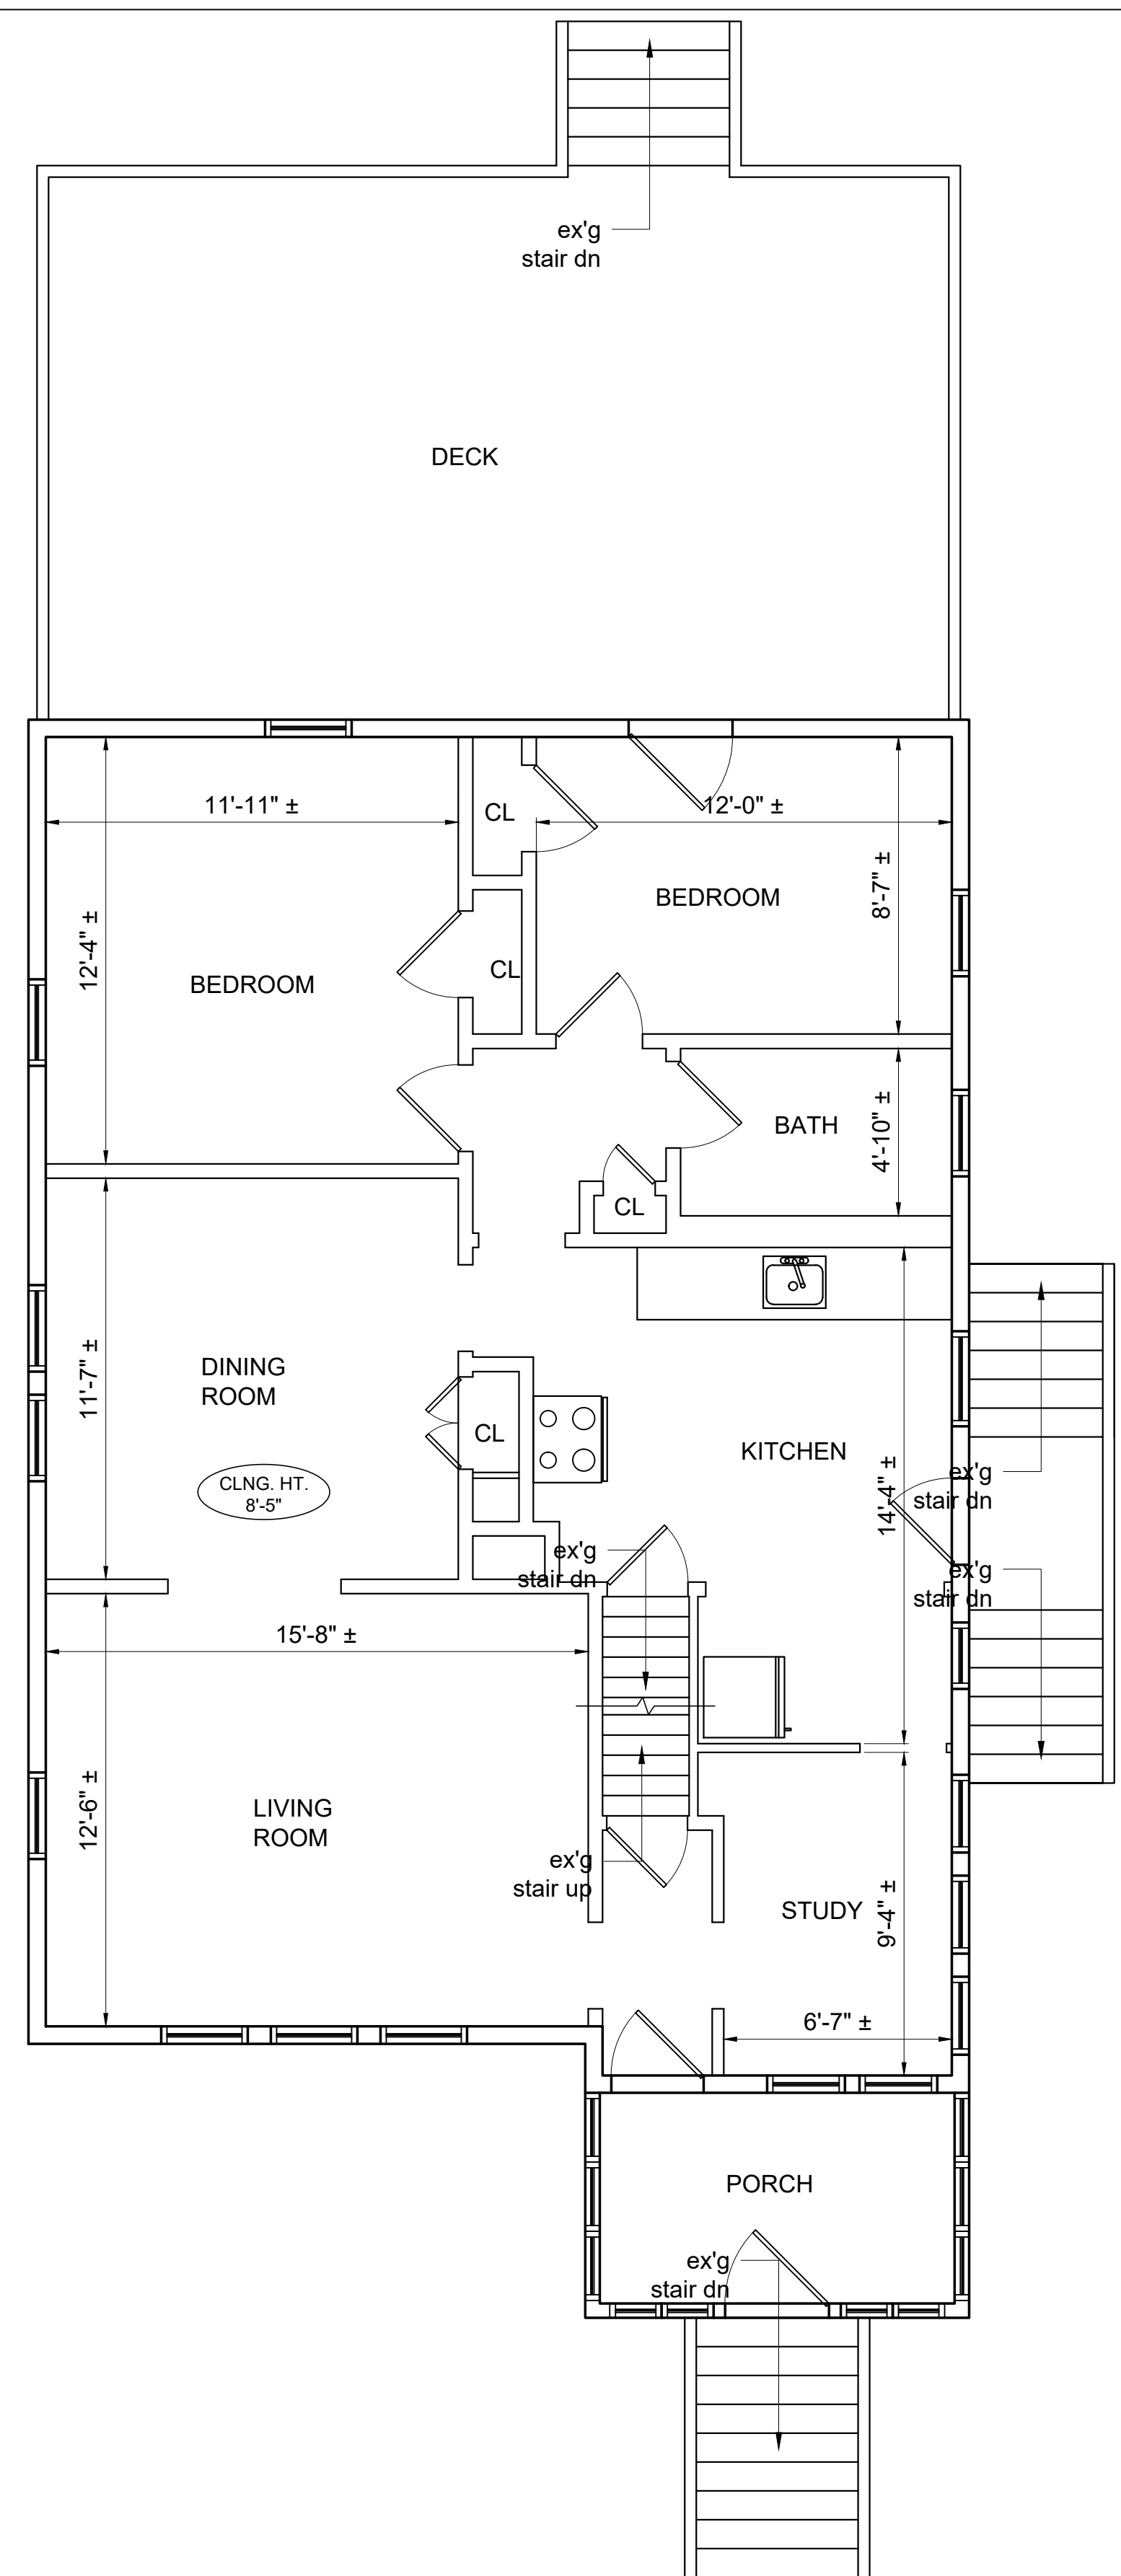 ex'g
stair dn
DECK
11'-11" ±
CL
12'-0" ±
8'-7" ±
BEDROOM
12'-4" ±
CL
BEDROOM
4'-10" ±
BATH
CL
11'-7" ±
DINING
ROOM
CL
KITCHEN
CLNG. HT.
8'-5"
14'-4" ±
ex'g
stair dn
ex'g
stair dn
ex'g
stair dn
15'-8" ±
12'-6" ±
LIVING
ROOM
ex'g
stair up
STUDY
9'-4" ±
6'-7" ±
PORCH
ex'g
stair dn